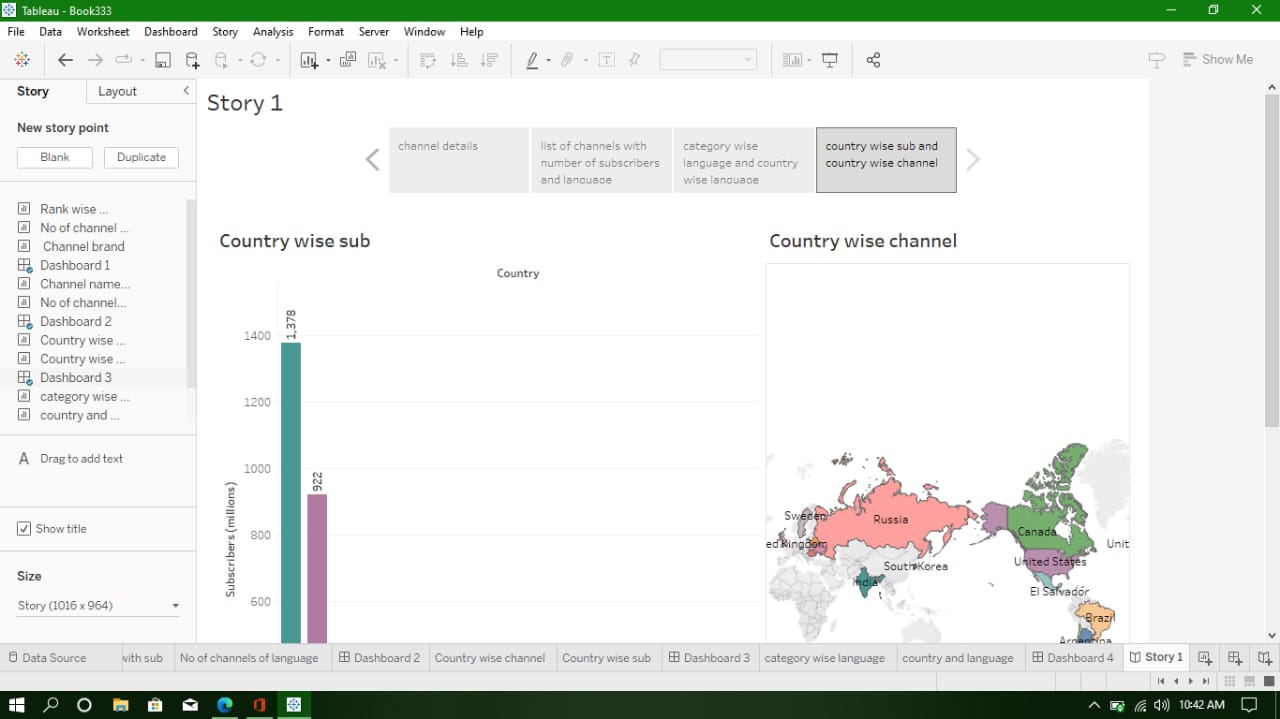 Tableau - Book333
File Data Worksheet Dashboard Story Analysis Format Server Window Help
Show Me
Story Layout
New story point
Blank Duplicate
Rank wise ...
No of channel ...
Channel brand
Dashboard 1
Channel name...
No of channel...
Dashboard 2
Country wise ...
Country wise ...
Dashboard 3
category wise ...
country and ...
A Drag to add text
Show title
Size
Story (1016 x 964)
Story 1
channel details
list of channels with
number of subscribers
and language
category wise
language and country
wise language
country wise sub and
country wise channel
Country wise sub
Country
1,378
922
1400
1200
1000
800
600
Subscribers (millions)
Country wise channel
Sweden
Russia
ed Kingdom
South Korea
India
Canada
Unit
United States
El Salvador
Brazil
Argentina
Data Source with sub No of channels of language Dashboard 2 Country wise channel Country wise sub Dashboard 3 category wise language country and language Dashboard 4 Story 1
10:42 AM